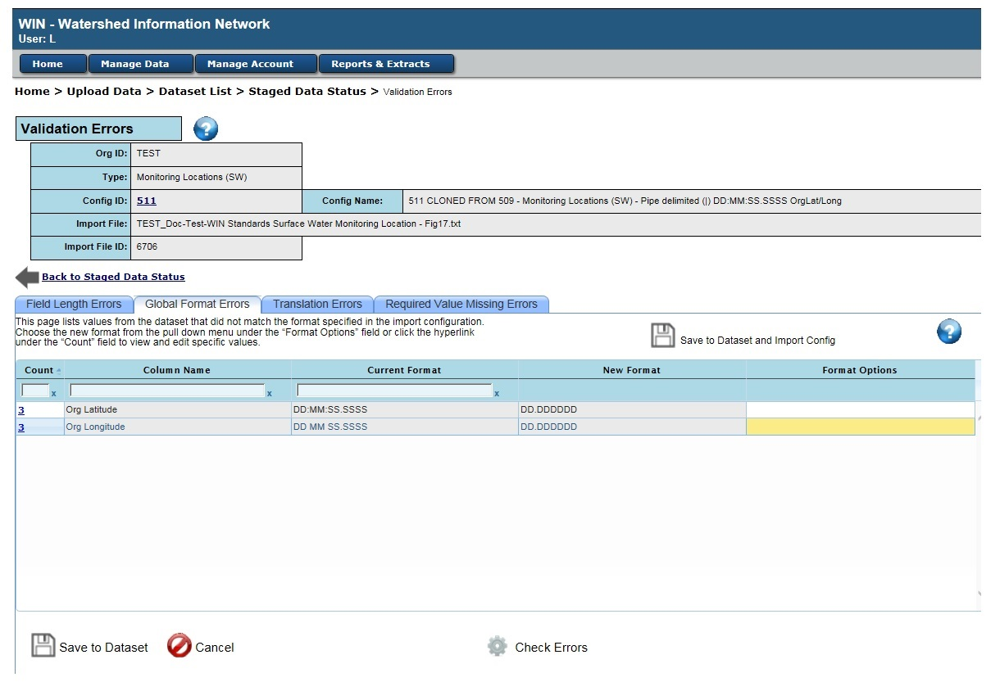 WIN - Watershed Information Network
User: L
Home Manage Data Manage Account Reports & Extracts
Home > Upload Data > Dataset List > Staged Data Status > Validation Errors
Validation Errors ?
Org ID: TEST
Type: Monitoring Locations (SW)
Config ID: 511 Config Name: 511 CLONED FROM 509 - Monitoring Locations (SW) - Pipe delimited (|) DD:MM:SS.SSSS OrgLat/Long
Import File: TEST_Doc-Test-WIN Standards Surface Water Monitoring Location - Fig17.txt
Import File ID: 6706
Back to Staged Data Status
Field Length Errors Global Format Errors Translation Errors Required Value Missing Errors
This page lists values from the dataset that did not match the format specified in the import configuration.
Choose the new format from the pull down menu under the “Format Options” field or click the hyperlink
under the “Count” field to view and edit specific values.
Save to Dataset and Import Config ?
Count Column Name Current Format New Format Format Options
x x x
3 Org Latitude DD:MM:SS.SSSS DD.DDDDDD
3 Org Longitude DD MM SS.SSSS DD.DDDDDD
Save to Dataset Cancel Check Errors